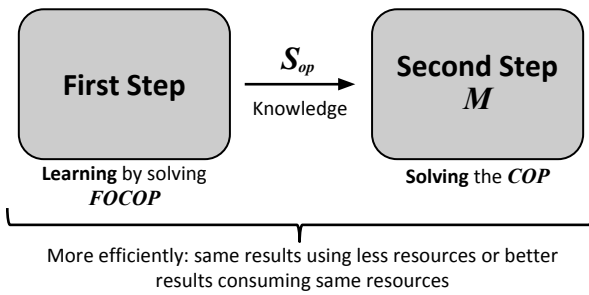 First Step
S_op
Knowledge
Second Step
M
Learning by solving
FOCOP
Solving the COP
More efficiently: same results using less resources or better
results consuming same resources